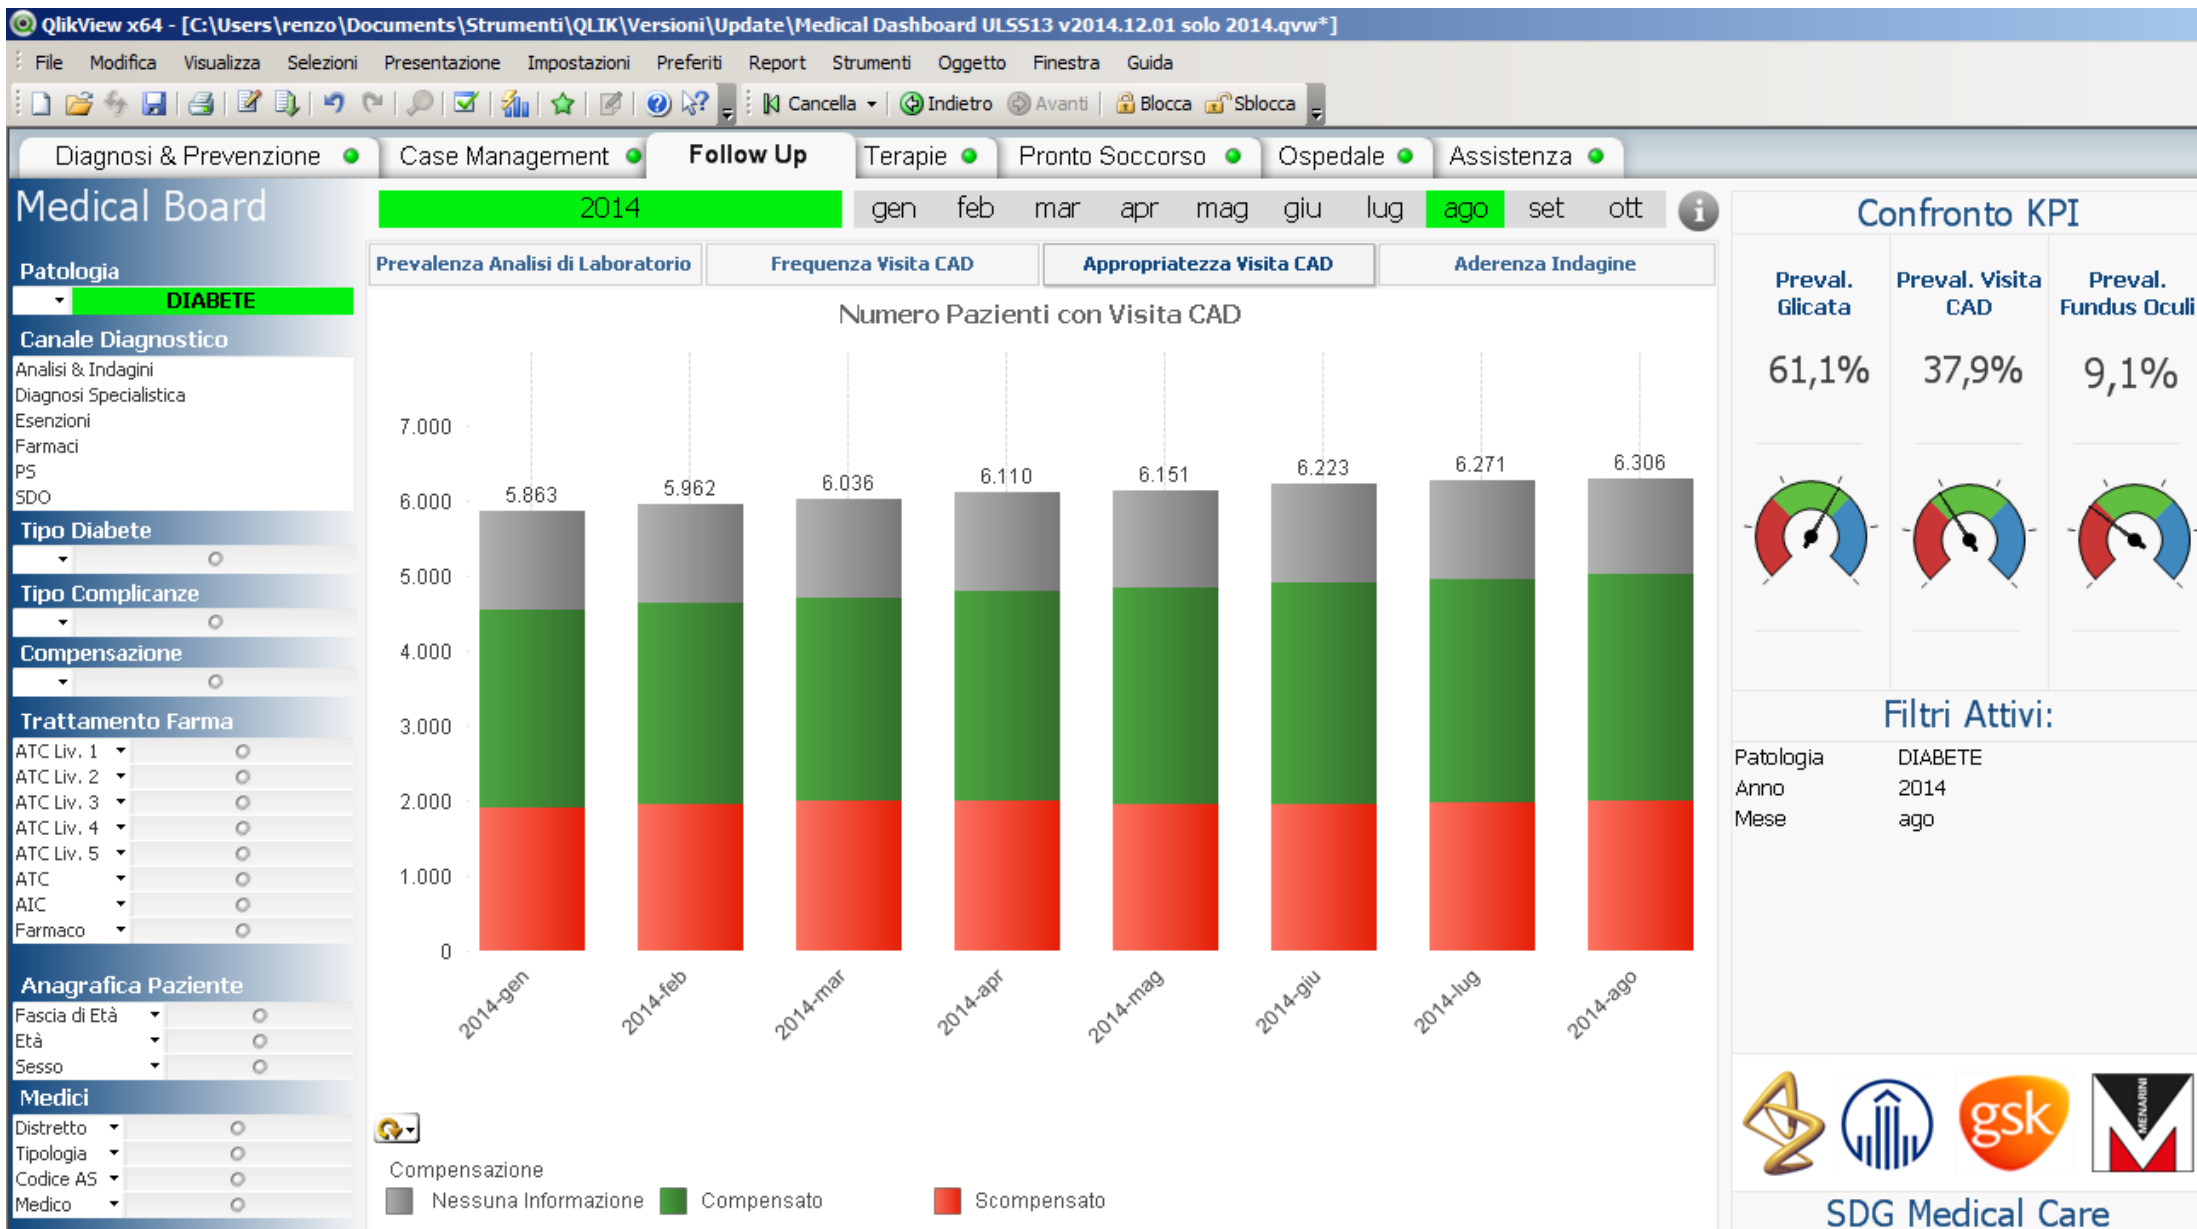 QlikView x64 - [C:\Users\renzo\Documents\Strumenti\QLIK\Versioni\Update\Medical Dashboard ULSS13 v2014.12.01 solo 2014.qvw*]
File Modifica Visualizza Selezioni Presentazione Impostazioni Preferiti Report Strumenti Oggetto Finestra Guida
Cancella Indietro Avanti Blocca Sblocca
Diagnosi & Prevenzione Case Management Follow Up Terapie Pronto Soccorso Ospedale Assistenza
Medical Board
Patologia
DIABETE
Canale Diagnostico
Analisi & Indagini
Diagnosi Specialistica
Esenzioni
Farmaci
PS
SDO
Tipo Diabete
Tipo Complicanze
Compensazione
Trattamento Farma
ATC Liv. 1
ATC Liv. 2
ATC Liv. 3
ATC Liv. 4
ATC Liv. 5
ATC
AIC
Farmaco
Anagrafica Paziente
Fascia di Età
Età
Sesso
Medici
Distretto
Tipologia
Codice AS
Medico
2014 gen feb mar apr mag giu lug ago set ott i
Prevalenza Analisi di Laboratorio Frequenza Visita CAD Appropriatezza Visita CAD Aderenza Indagine
Numero Pazienti con Visita CAD
7.000
6.000
5.000
4.000
3.000
2.000
1.000
0
5.863 5.962 6.036 6.110 6.151 6.223 6.271 6.306
2014-gen 2014-feb 2014-mar 2014-apr 2014-mag 2014-giu 2014-lug 2014-ago
Compensazione
Nessuna Informazione Compensato Scompensato
Confronto KPI
Preval. Glicata
Preval. Visita CAD
Preval. Fundus Oculi
61,1% 37,9% 9,1%
Filtri Attivi:
Patologia DIABETE
Anno 2014
Mese ago
gsk
MENARINI
SDG Medical Care